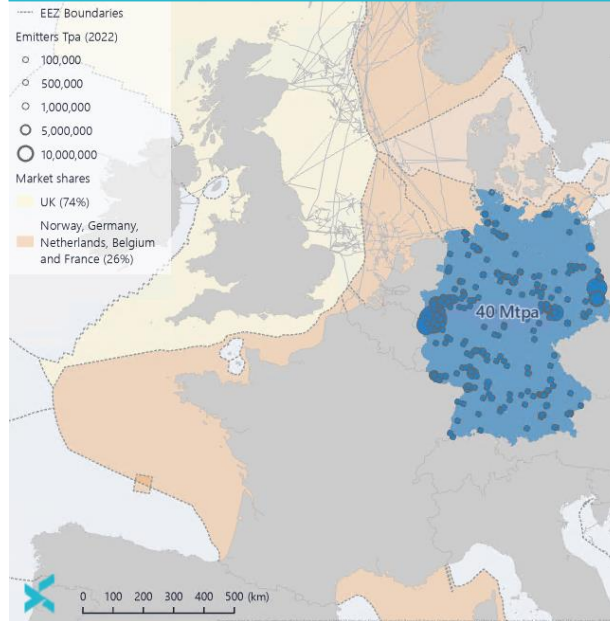 EEZ Boundaries
Emitters Tpa (2022)
100,000
500,000
1,000,000
5,000,000
10,000,000
Market shares
UK (74%)
Norway, Germany,
Netherlands, Belgium
and France (26%)
40 Mtpa
0 100 200 300 400 500 (km)